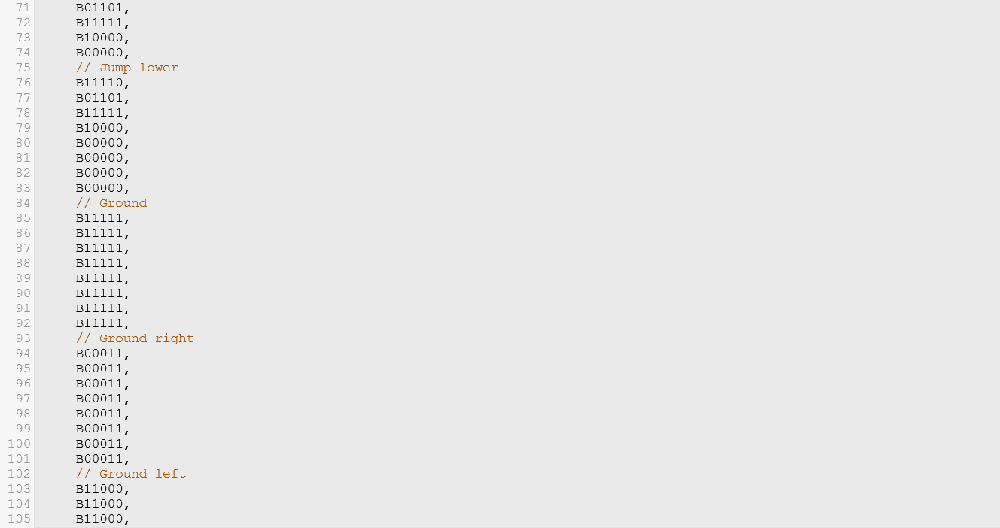 71 B01101,
72 B11111,
73 B10000,
74 B00000,
75 // Jump lower
76 B11110,
77 B01101,
78 B11111,
79 B10000,
80 B00000,
81 B00000,
82 B00000,
83 B00000,
84 // Ground
85 B11111,
86 B11111,
87 B11111,
88 B11111,
89 B11111,
90 B11111,
91 B11111,
92 B11111,
93 // Ground right
94 B00011,
95 B00011,
96 B00011,
97 B00011,
98 B00011,
99 B00011,
100 B00011,
101 B00011,
102 // Ground left
103 B11000,
104 B11000,
105 B11000,